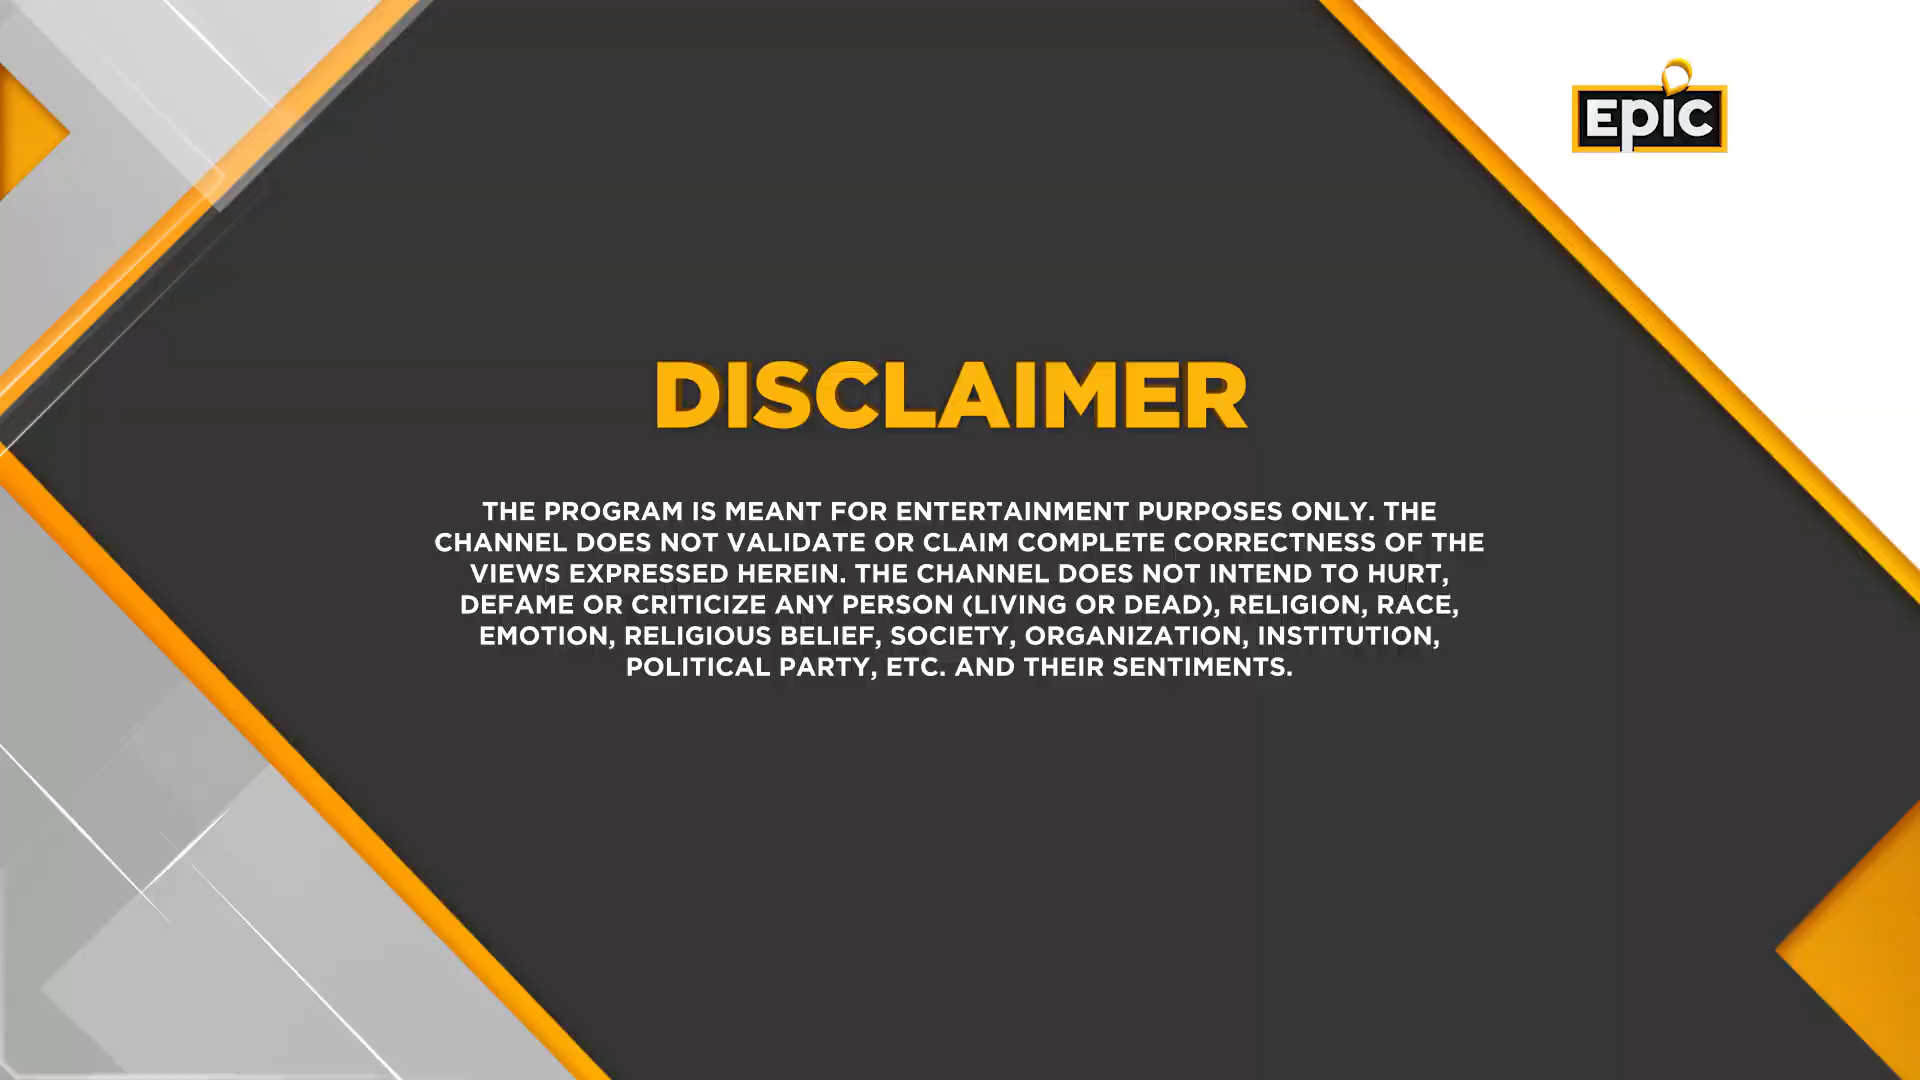 EPIC
DISCLAIMER
THE PROGRAM IS MEANT FOR ENTERTAINMENT PURPOSES ONLY. THE
CHANNEL DOES NOT VALIDATE OR CLAIM COMPLETE CORRECTNESS OF THE
VIEWS EXPRESSED HEREIN. THE CHANNEL DOES NOT INTEND TO HURT,
DEFAME OR CRITICIZE ANY PERSON (LIVING OR DEAD), RELIGION, RACE,
EMOTION, RELIGIOUS BELIEF, SOCIETY, ORGANIZATION, INSTITUTION,
POLITICAL PARTY, ETC. AND THEIR SENTIMENTS.